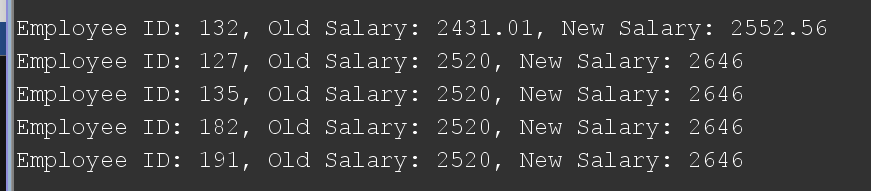 Employee ID: 132, Old Salary: 2431.01, New Salary: 2552.56
Employee ID: 127, Old Salary: 2520, New Salary: 2646
Employee ID: 135, Old Salary: 2520, New Salary: 2646
Employee ID: 182, Old Salary: 2520, New Salary: 2646
Employee ID: 191, Old Salary: 2520, New Salary: 2646